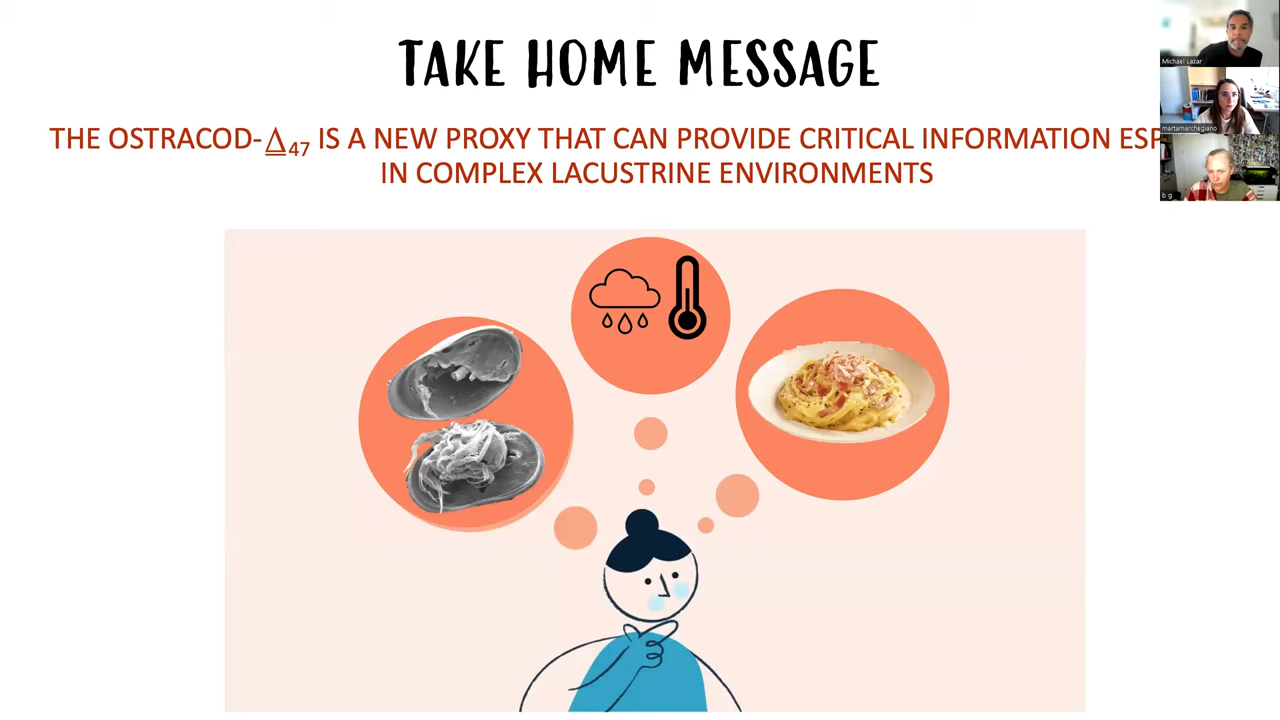 TAKE HOME MESSAGE
THE OSTRACOD-Δ47 IS A NEW PROXY THAT CAN PROVIDE CRITICAL INFORMATION ESP
IN COMPLEX LACUSTRINE ENVIRONMENTS
Michael Lazar
martamarchegiano
b g